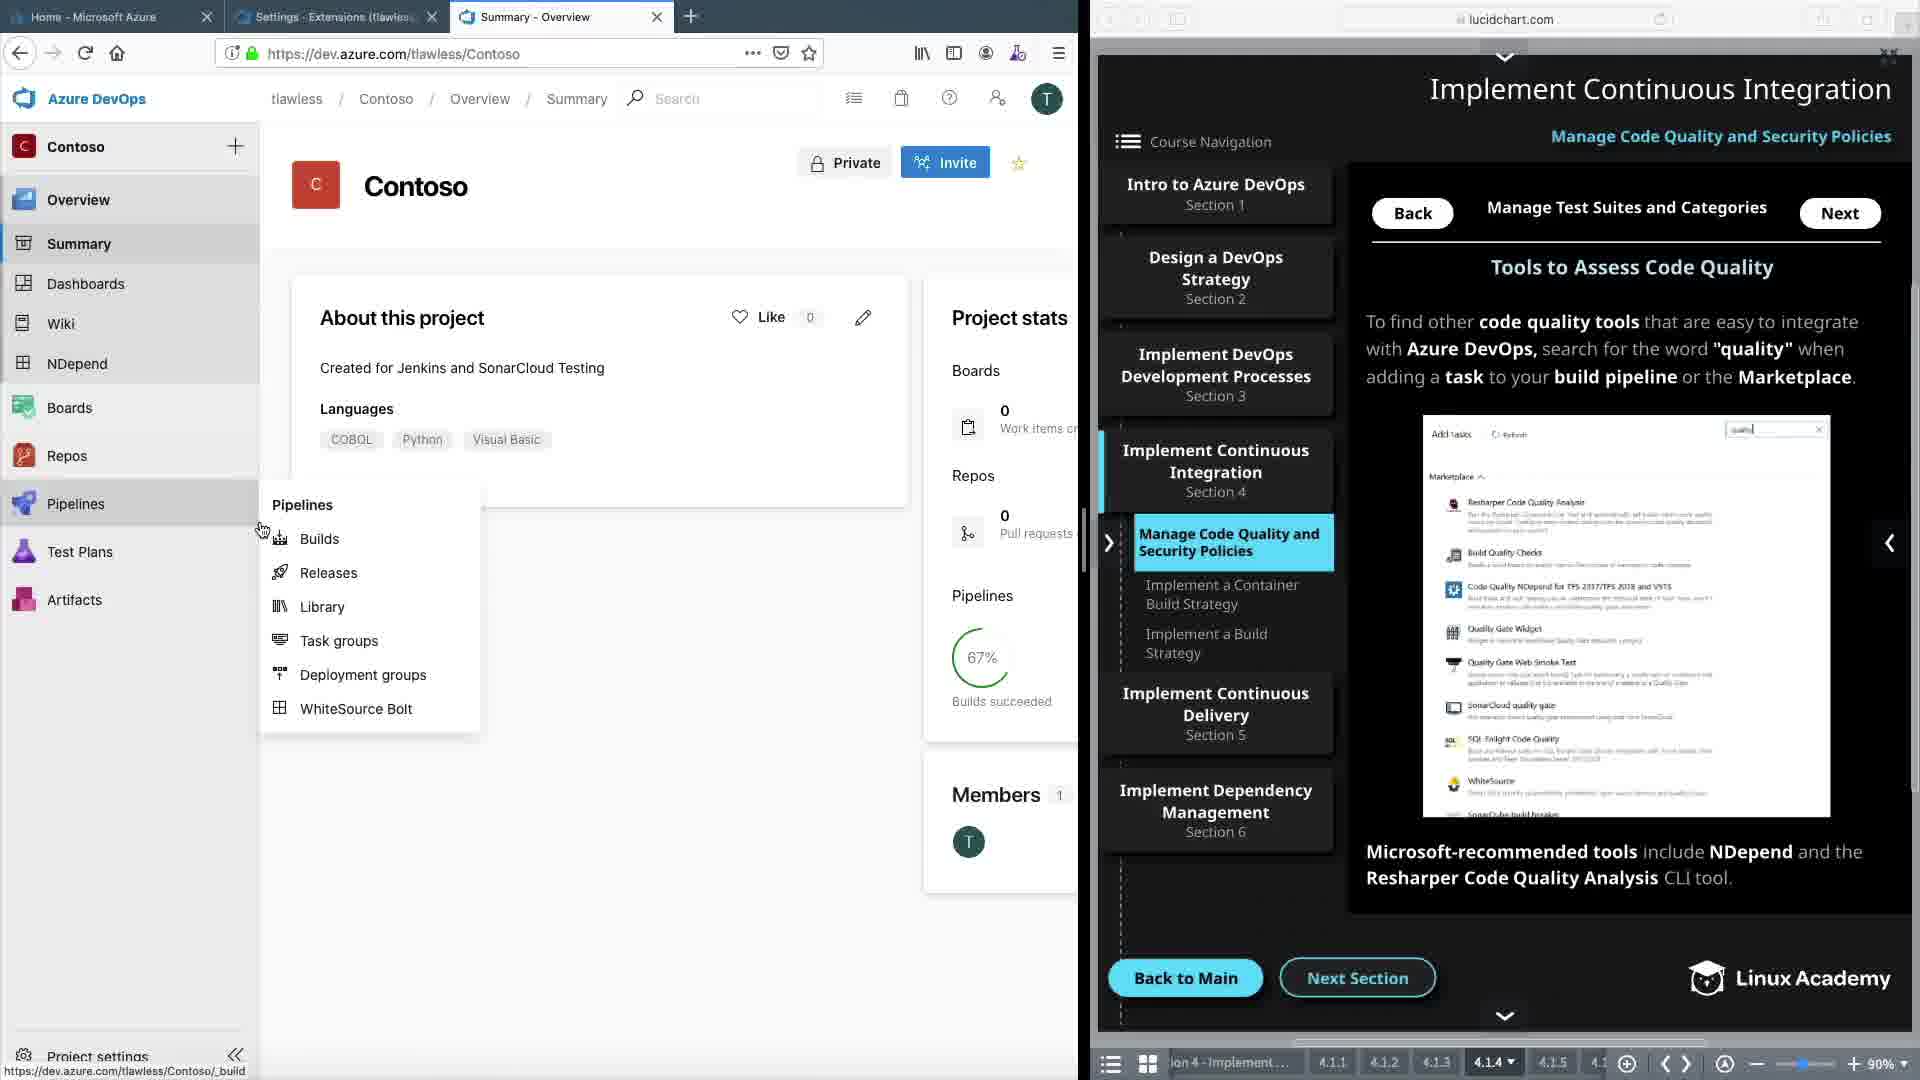 Home - Microsoft Azure
Settings - Extensions (tlawless
Summary - Overview
https://dev.azure.com/tlawless/Contoso
Azure DevOps
tlawless / Contoso / Overview / Summary
Search
T
C
Contoso
Overview
Summary
Dashboards
Wiki
NDepend
Boards
Repos
Pipelines
Test Plans
Artifacts
Project settings
https://dev.azure.com/tlawless/Contoso/_build
Pipelines
Builds
Releases
Library
Task groups
Deployment groups
WhiteSource Bolt
C
Contoso
Private
Invite
About this project
Like 0
Created for Jenkins and SonarCloud Testing
Languages
COBOL Python Visual Basic
Project stats
Boards
0
Work items cr
Repos
0
Pull requests
Pipelines
67%
Builds succeeded
Members 1
T
lucidchart.com
Implement Continuous Integration
Manage Code Quality and Security Policies
Course Navigation
Intro to Azure DevOps
Section 1
Design a DevOps
Strategy
Section 2
Implement DevOps
Development Processes
Section 3
Implement Continuous
Integration
Section 4
Manage Code Quality and
Security Policies
Implement a Container
Build Strategy
Implement a Build
Strategy
Implement Continuous
Delivery
Section 5
Implement Dependency
Management
Section 6
Back
Manage Test Suites and Categories
Next
Tools to Assess Code Quality
To find other code quality tools that are easy to integrate
with Azure DevOps, search for the word "quality" when
adding a task to your build pipeline or the Marketplace.
Add tasks
Refresh
quality
Marketplace
Resharper Code Quality Analysis
Build Quality Checks
Code Quality NDepend for TFS 2017/TFS 2018 and VSTS
Quality Gate Widget
Quality Gate Web Smoke Test
SonarCloud quality gate
SQL Enlight Code Quality
WhiteSource
SonarQube build breaker
Microsoft-recommended tools include NDepend and the
Resharper Code Quality Analysis CLI tool.
Back to Main
Next Section
Linux Academy
ion 4 - Implement...
4.1.1
4.1.2
4.1.3
4.1.4
4.1.5
90%